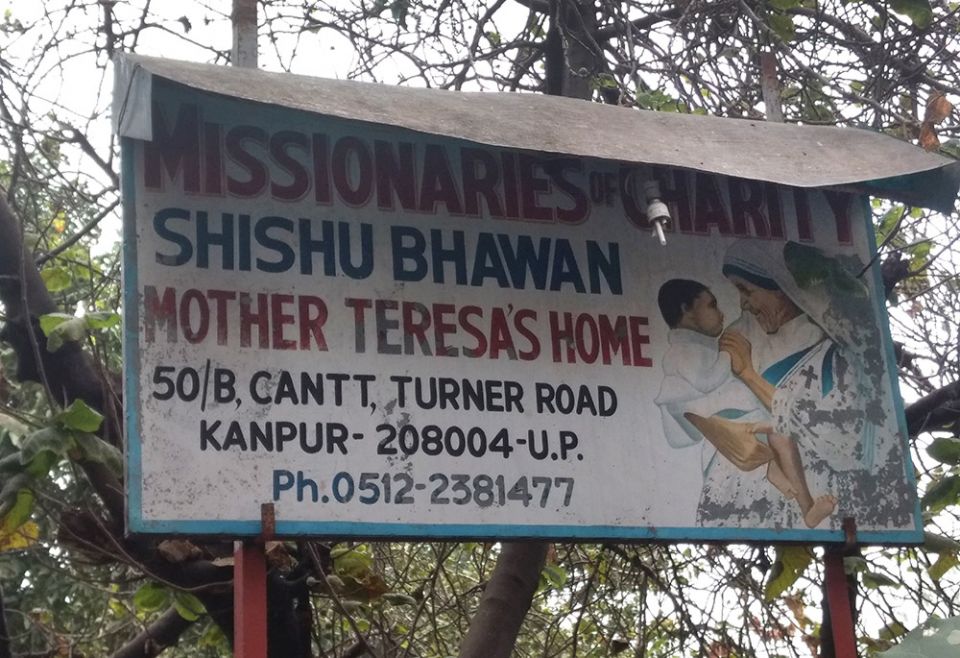 MISSIONARIES OF CHARITY
SHISHU BHAWAN
MOTHER TERESA'S HOME
50/B, CANTT, TURNER ROAD
KANPUR- 208004-U.P.
Ph.0512-2381477